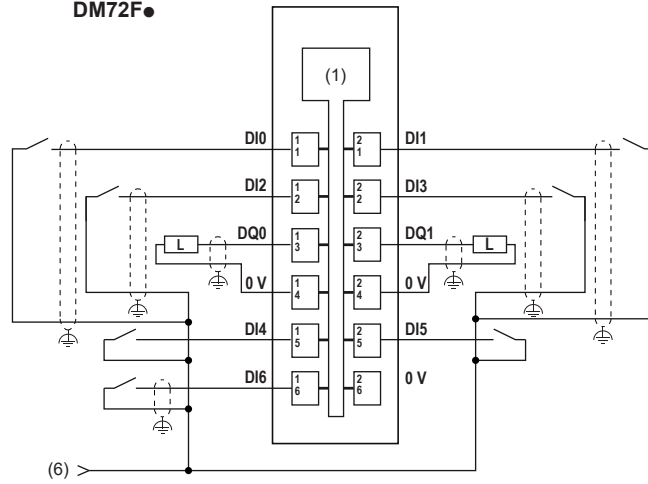 DM72F●
(1)
DI0 1 1 2 1 DI1
DI2 1 2 2 2 DI3
L DQ0 1 3 2 3 DQ1 L
0 V 1 4 2 4 0 V
DI4 1 5 2 5 DI5
DI6 1 6 2 6 0 V
(6)